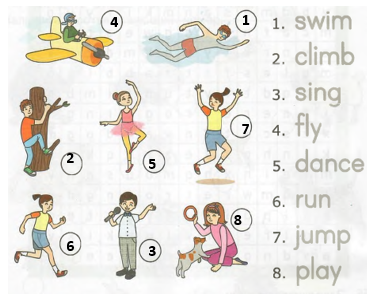 4
1
2
5
7
6
3
8
1. swim
2. climb
3. sing
4. fly
5. dance
6. run
7. jump
8. play